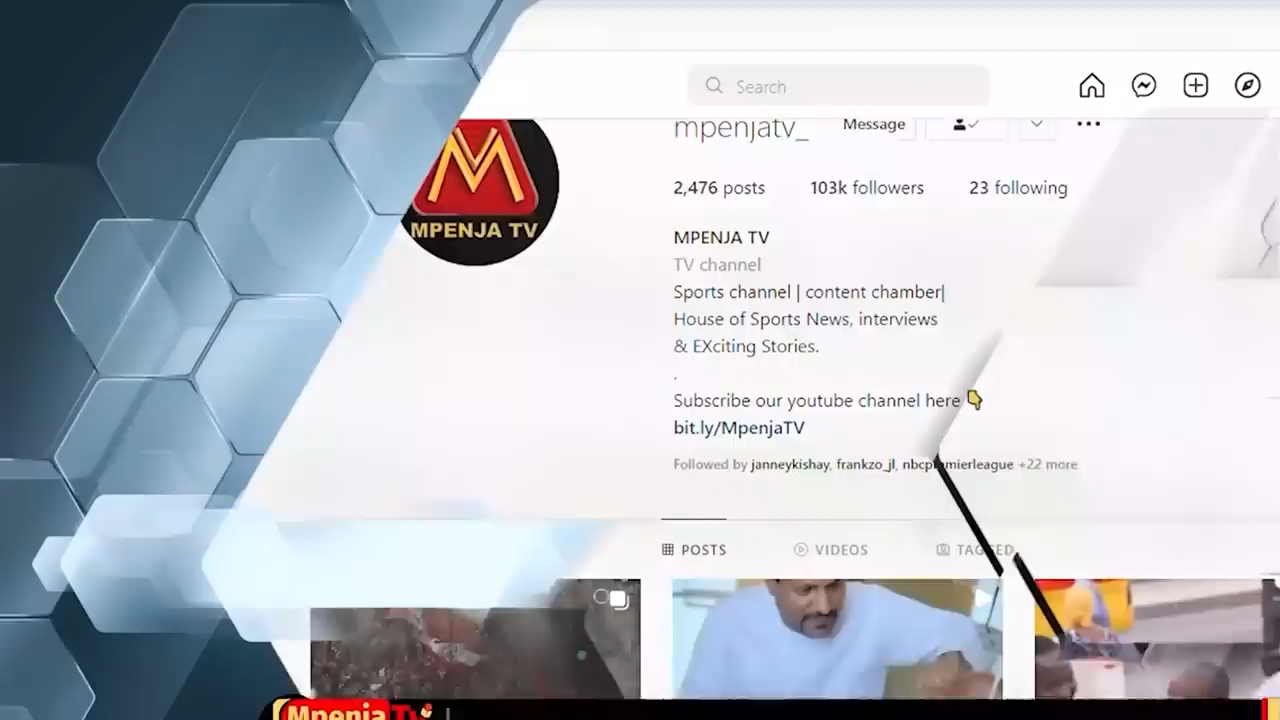 Search
mpenjatv_ Message
2,476 posts 103k followers 23 following
MPENJA TV
MPENJA TV
TV channel
Sports channel | content chamber|
House of Sports News, interviews
& EXciting Stories.
.
Subscribe our youtube channel here 👇
bit.ly/MpenjaTV
Followed by janneykishay, frankzo_jl, nbcpremierleague +22 more
POSTS VIDEOS TAGGED
Mpenja Tv